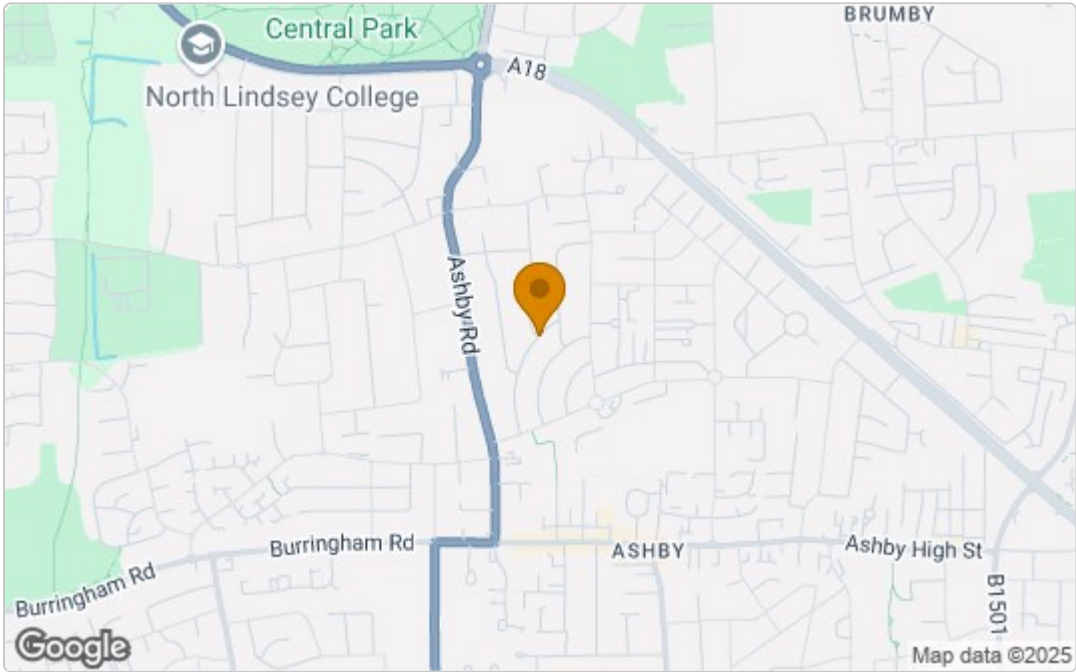 BRUMBY
Central Park
A18
North Lindsey College
Ashby Rd
Burringham Rd
ASHBY
Ashby High St
Burringham Rd
B1501
Google
Map data ©2025